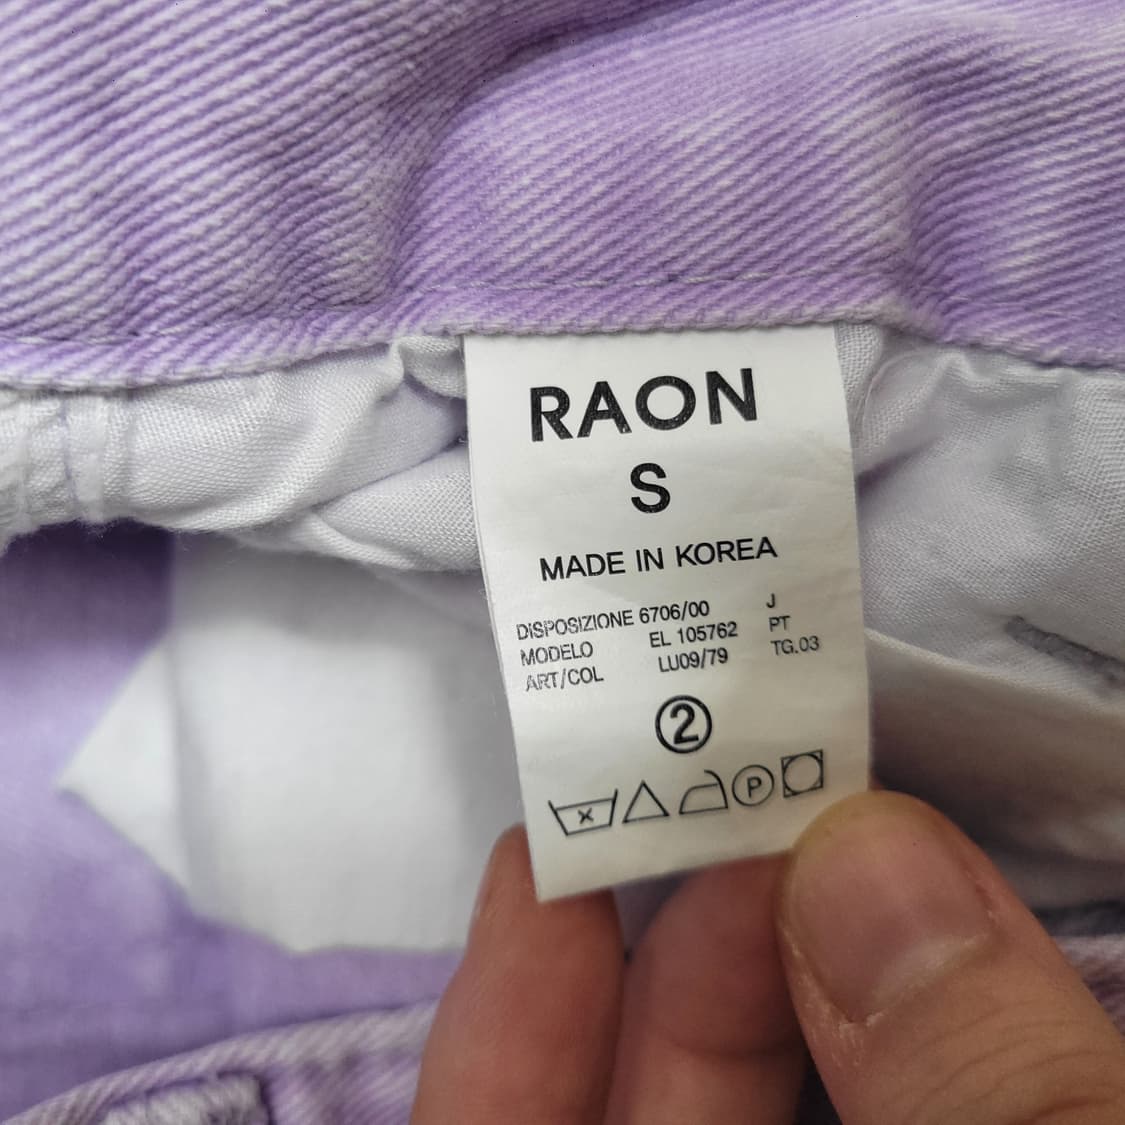 RAON
S
MADE IN KOREA
DISPOSIZIONE 6706/00 J
MODELO EL 105762 PT
ART/COL LU09/79 TG.03
②
P